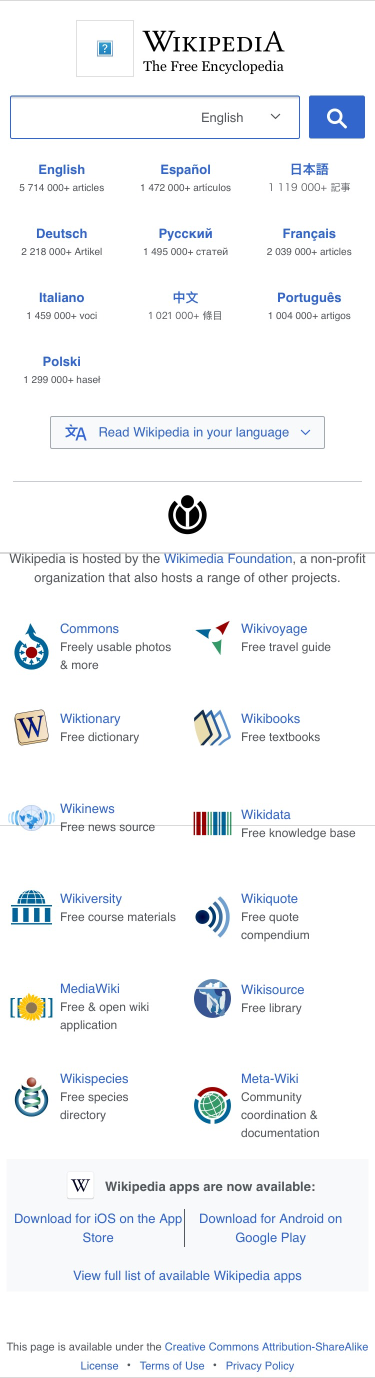 WIKIPEDIA
The Free Encyclopedia
English
English
5 714 000+ articles
Español
1 472 000+ artículos
日本語
1 119 000+ 記事
Deutsch
2 218 000+ Artikel
Русский
1 495 000+ статей
Français
2 039 000+ articles
Italiano
1 459 000+ voci
中文
1 021 000+ 條目
Português
1 004 000+ artigos
Polski
1 299 000+ haseł
Read Wikipedia in your language
Wikipedia is hosted by the Wikimedia Foundation, a non-profit
organization that also hosts a range of other projects.
Commons
Freely usable photos
& more
Wikivoyage
Free travel guide
W
Wiktionary
Free dictionary
Wikibooks
Free textbooks
Wikinews
Free news source
Wikidata
Free knowledge base
Wikiversity
Free course materials
Wikiquote
Free quote
compendium
MediaWiki
Free & open wiki
application
Wikisource
Free library
Wikispecies
Free species
directory
Meta-Wiki
Community
coordination &
documentation
W
Wikipedia apps are now available:
Download for iOS on the App
Store
Download for Android on
Google Play
View full list of available Wikipedia apps
This page is available under the Creative Commons Attribution-ShareAlike
License • Terms of Use • Privacy Policy